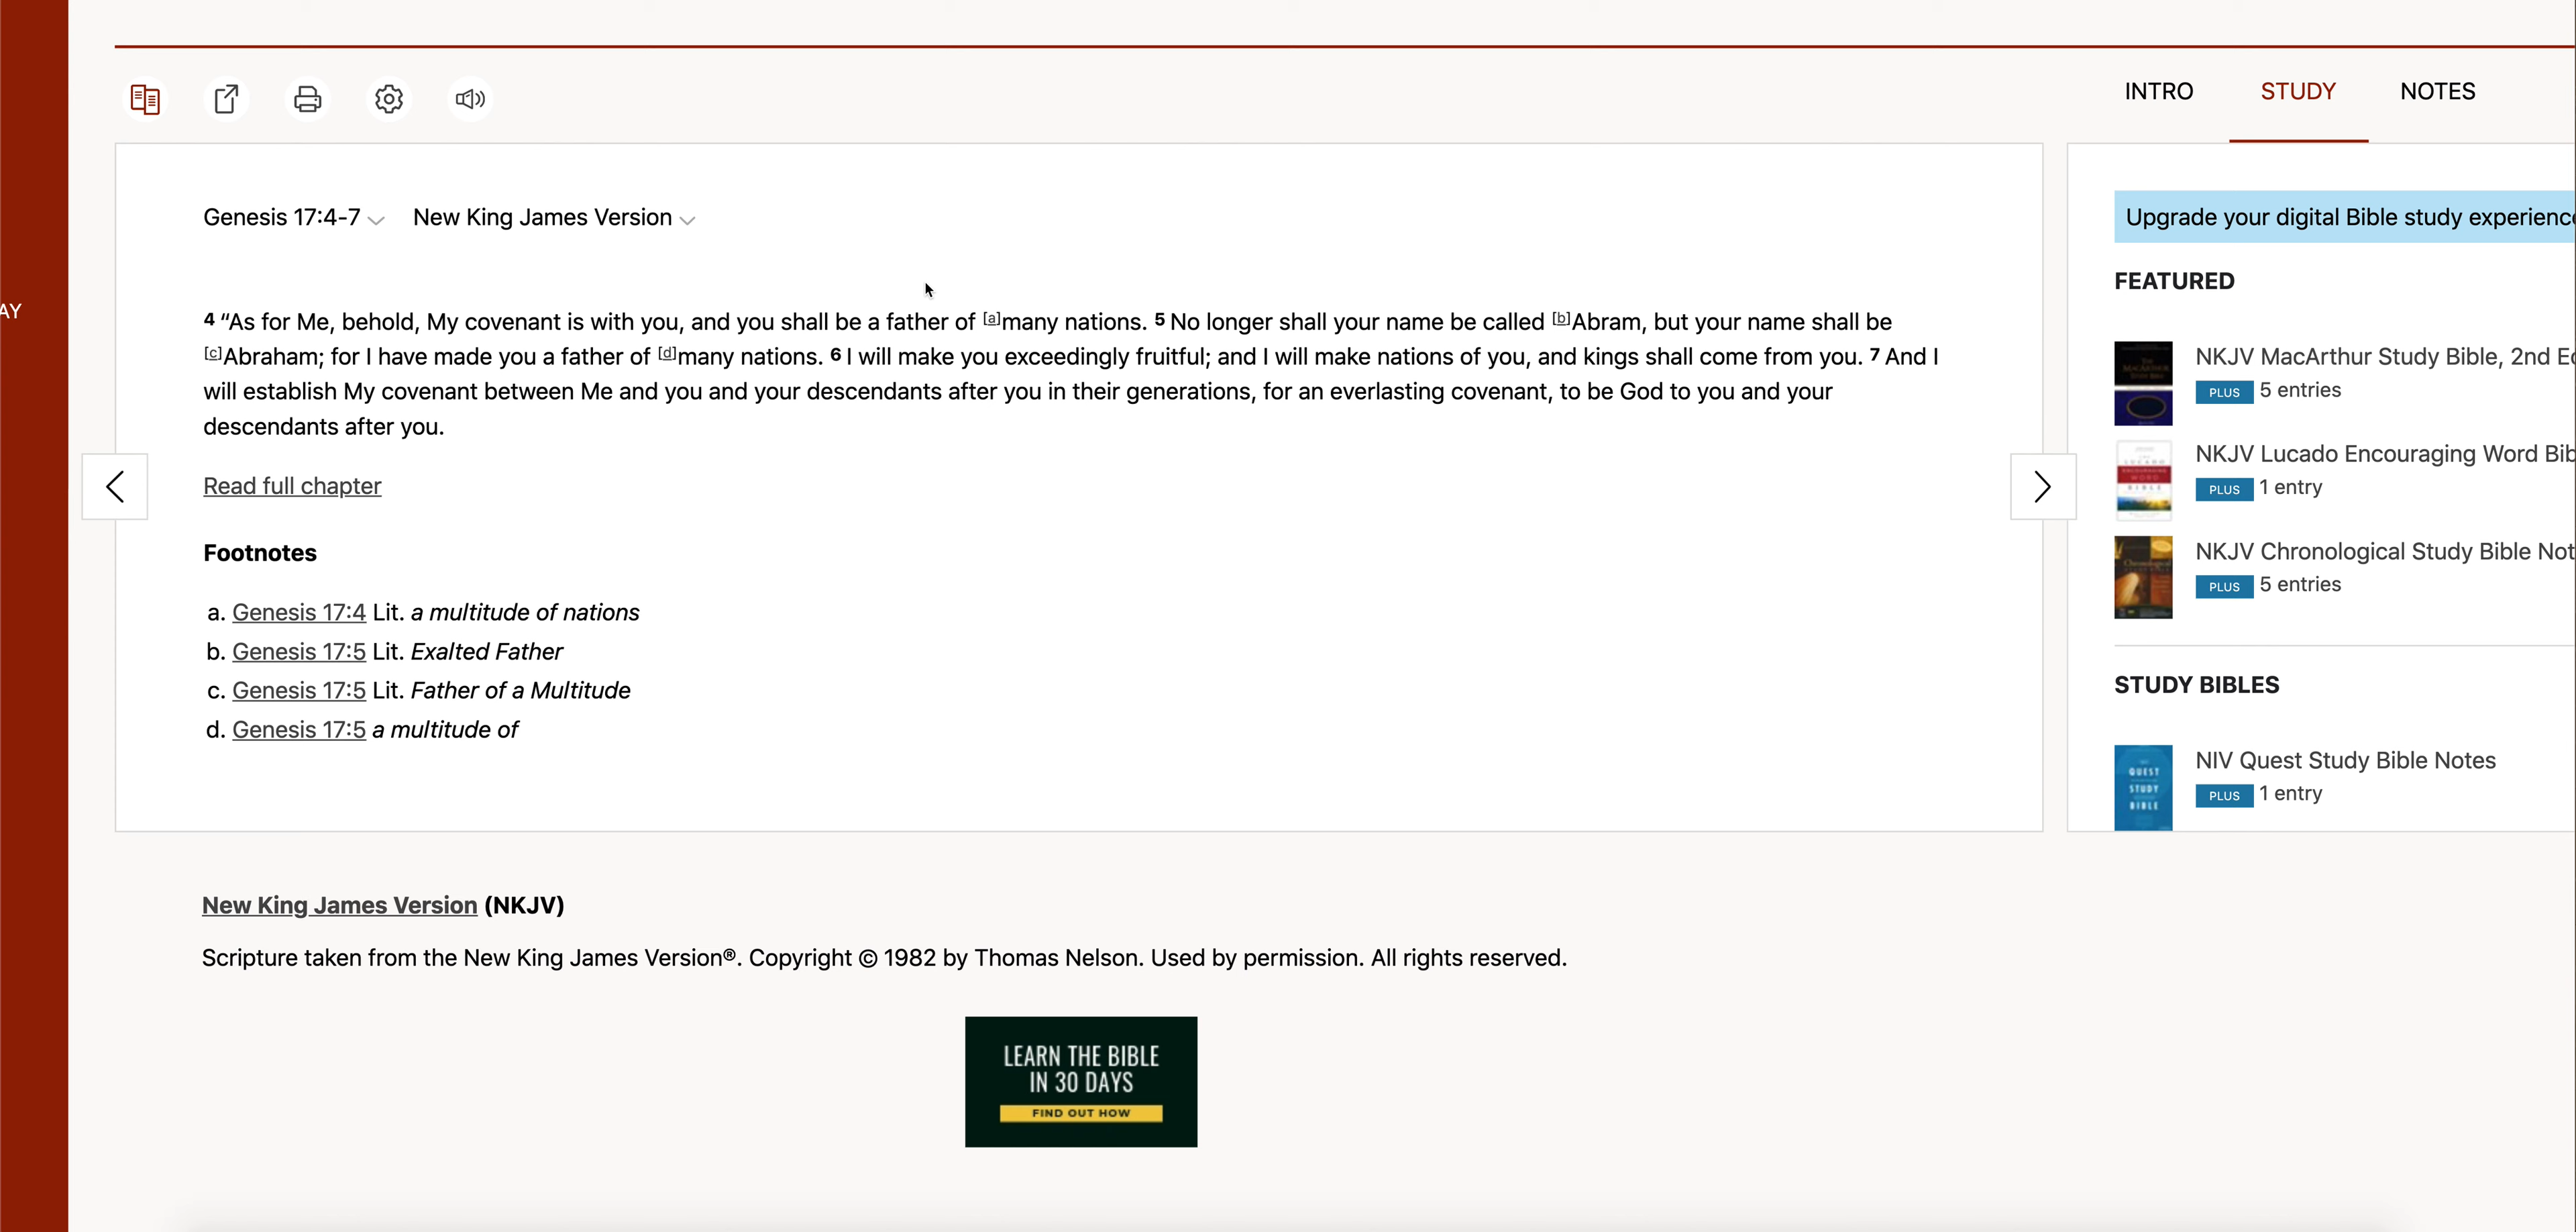 INTRO STUDY NOTES
AY
Genesis 17:4-7 New King James Version
4 “As for Me, behold, My covenant is with you, and you shall be a father of [a]many nations. 5 No longer shall your name be called [b]Abram, but your name shall be
[c]Abraham; for I have made you a father of [d]many nations. 6 I will make you exceedingly fruitful; and I will make nations of you, and kings shall come from you. 7 And I
will establish My covenant between Me and you and your descendants after you in their generations, for an everlasting covenant, to be God to you and your
descendants after you.
Read full chapter
Footnotes
a. Genesis 17:4 Lit. a multitude of nations
b. Genesis 17:5 Lit. Exalted Father
c. Genesis 17:5 Lit. Father of a Multitude
d. Genesis 17:5 a multitude of
Upgrade your digital Bible study experienc
FEATURED
NKJV MacArthur Study Bible, 2nd E
PLUS 5 entries
NKJV Lucado Encouraging Word Bib
PLUS 1 entry
NKJV Chronological Study Bible Not
PLUS 5 entries
STUDY BIBLES
QUEST
STUDY
BIBLE
NIV Quest Study Bible Notes
PLUS 1 entry
New King James Version (NKJV)
Scripture taken from the New King James Version®. Copyright © 1982 by Thomas Nelson. Used by permission. All rights reserved.
LEARN THE BIBLE
IN 30 DAYS
FIND OUT HOW